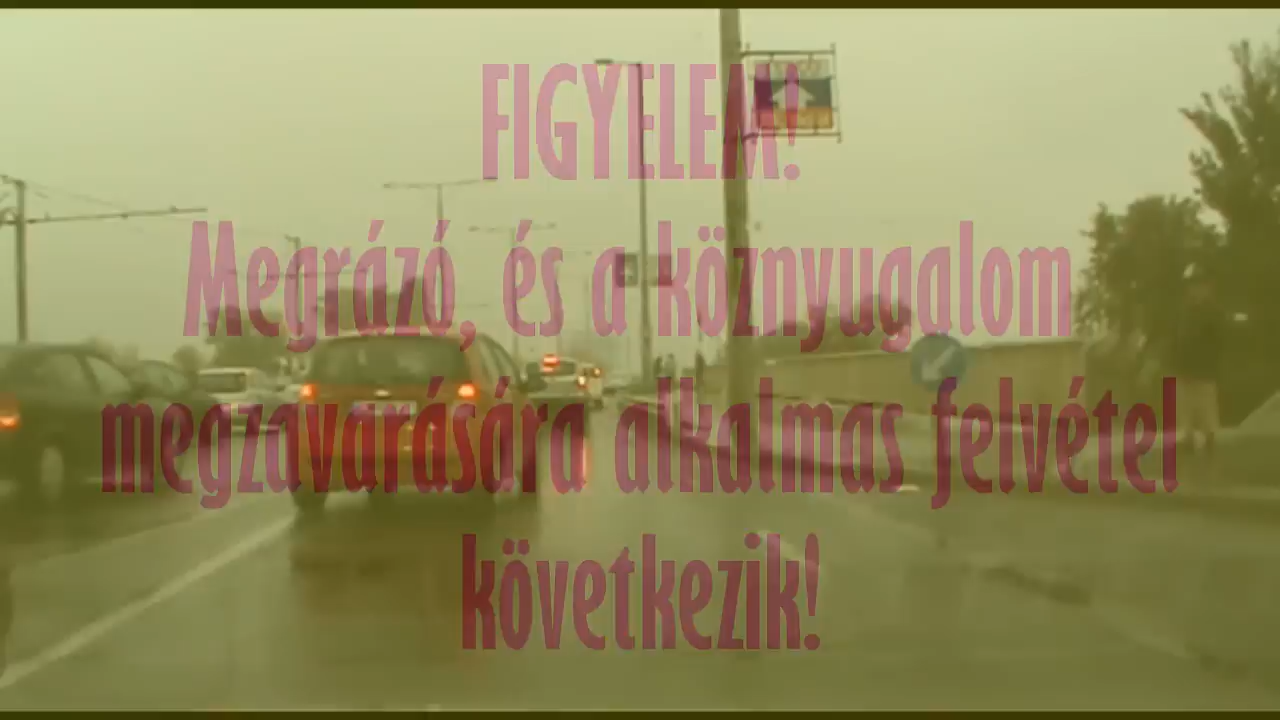 FIGYELEM!
Megrázó, és a köznyugalom
megzavarására alkalmas felvétel
következik!